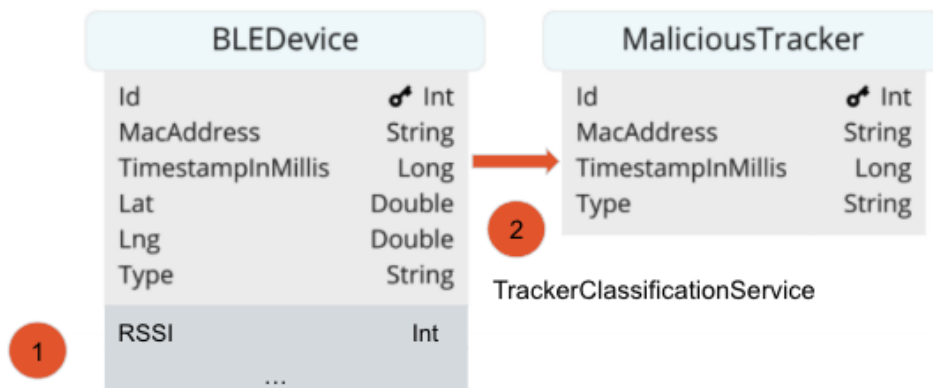 BLEDevice
Id Int
MacAddress String
TimestampInMillis Long
Lat Double
Lng Double
Type String
RSSI Int
...
1
MaliciousTracker
Id Int
MacAddress String
TimestampInMillis Long
Type String
2
TrackerClassificationService